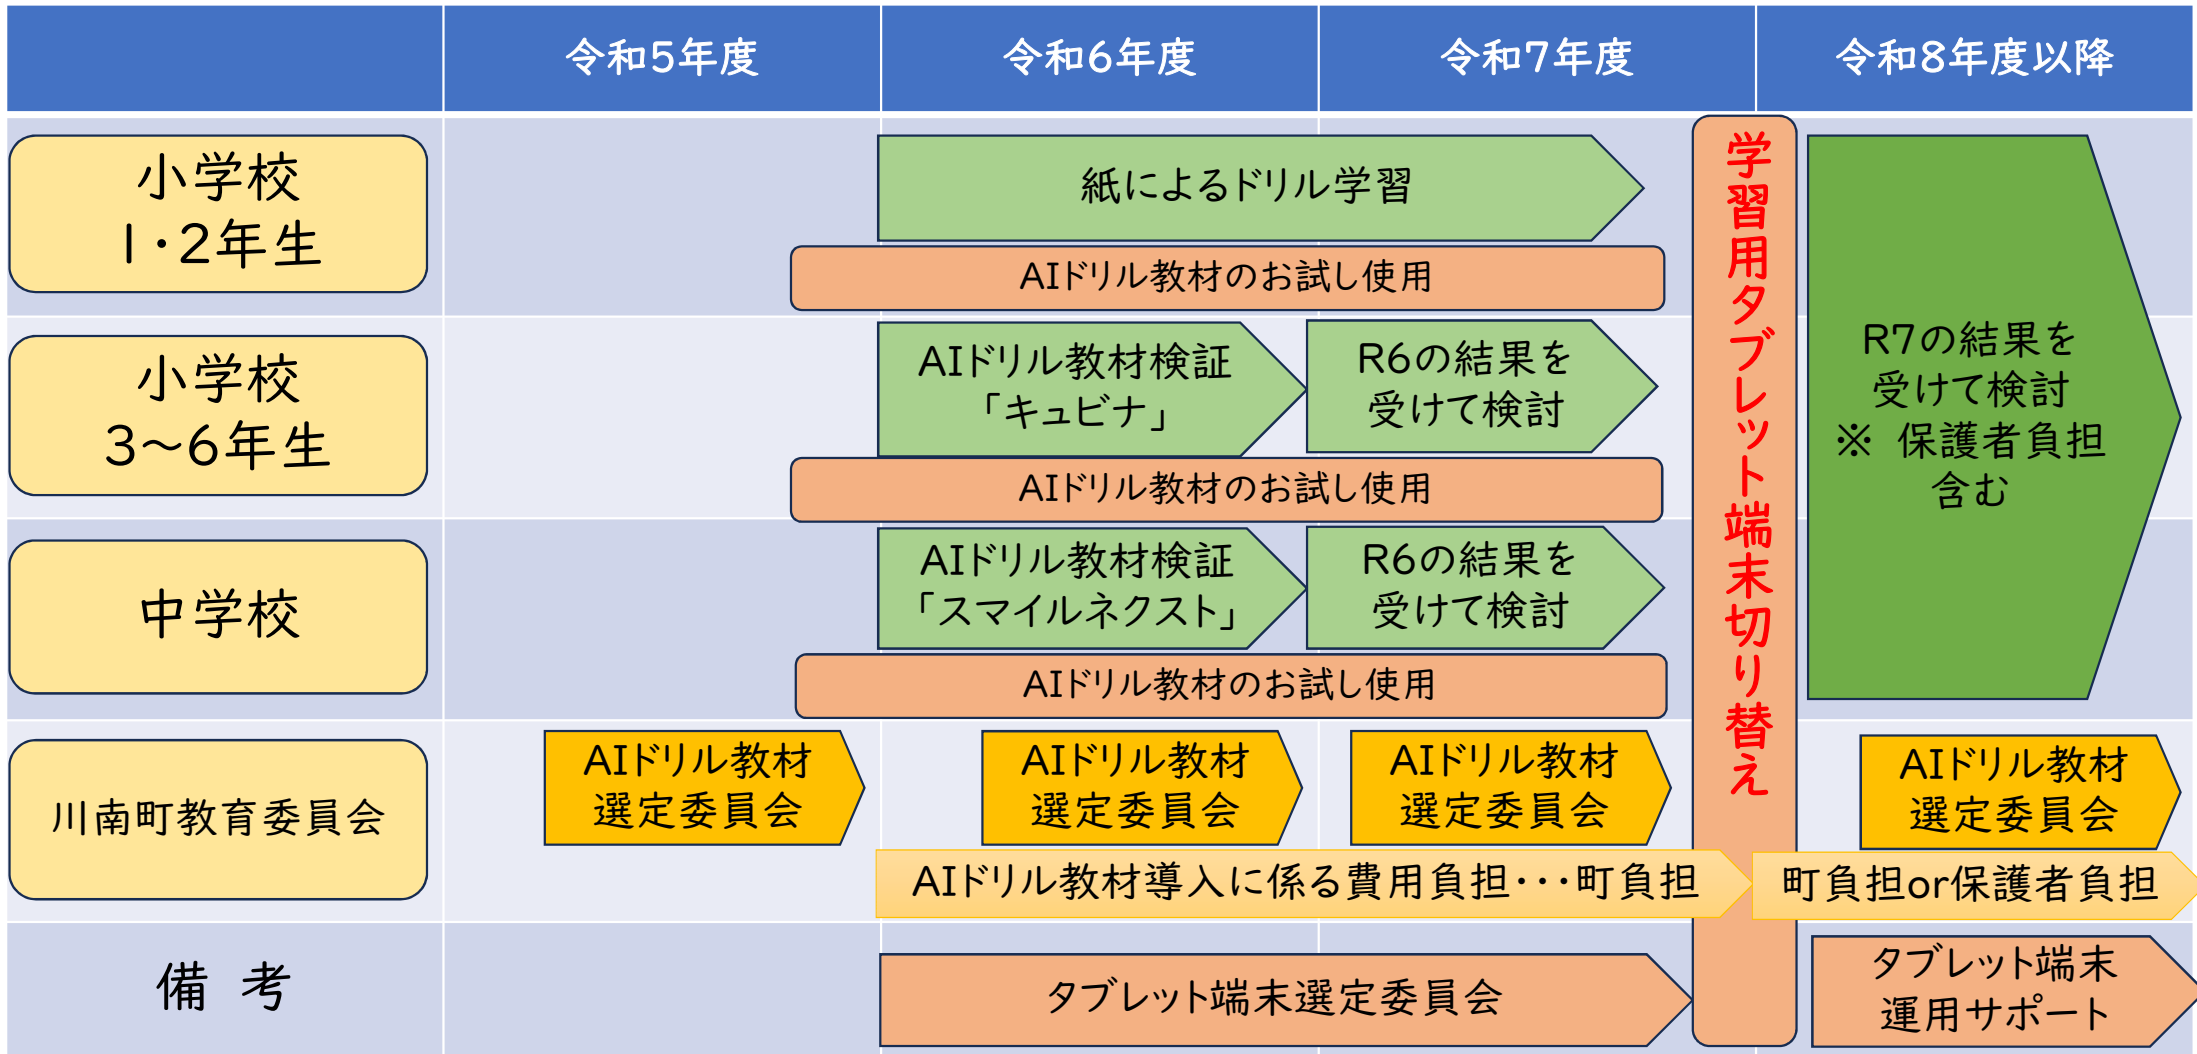 令和5年度
令和6年度
令和7年度
令和8年度以降
小学校
1・2年生
紙によるドリル学習
AIドリル教材のお試し使用
小学校
3～6年生
AIドリル教材検証
「キュビナ」
R6の結果を
受けて検討
AIドリル教材のお試し使用
中学校
AIドリル教材検証
「スマイルネクスト」
R6の結果を
受けて検討
AIドリル教材のお試し使用
学習用タブレット端末切り替え
R7の結果を
受けて検討
※ 保護者負担
含む
川南町教育委員会
AIドリル教材
選定委員会
AIドリル教材
選定委員会
AIドリル教材
選定委員会
AIドリル教材
選定委員会
AIドリル教材導入に係る費用負担・・・町負担
町負担or保護者負担
備 考
タブレット端末選定委員会
タブレット端末
運用サポート